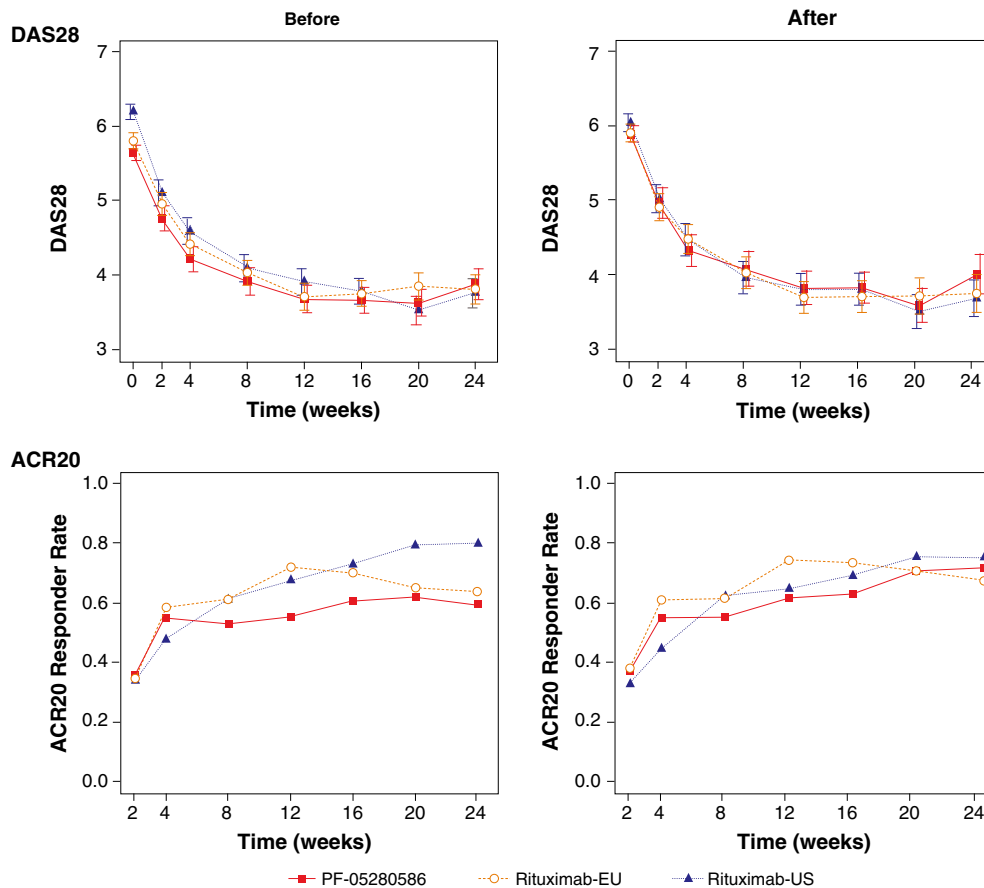 Before
After
DAS28
7
6
5
4
3
DAS28
0 2 4 8 12 16 20 24
Time (weeks)
7
6
5
4
3
DAS28
0 2 4 8 12 16 20 24
Time (weeks)
ACR20
1.0
0.8
0.6
0.4
0.2
0.0
ACR20 Responder Rate
2 4 8 12 16 20 24
Time (weeks)
1.0
0.8
0.6
0.4
0.2
0.0
ACR20 Responder Rate
2 4 8 12 16 20 24
Time (weeks)
PF-05280586 Rituximab-EU Rituximab-US